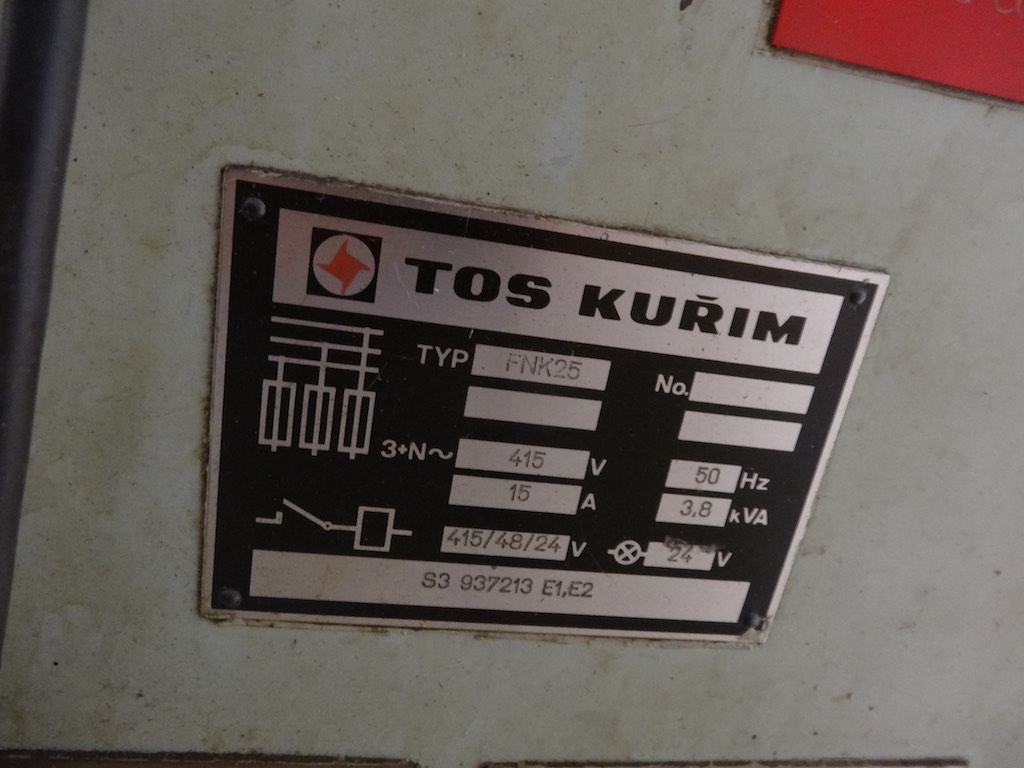 TOS KUŘIM
TYP FNK25 No.
3+N~ 415 V 50 Hz
15 A 3,8 kVA
415/48/24 V 24 V
S3 937213 E1,E2